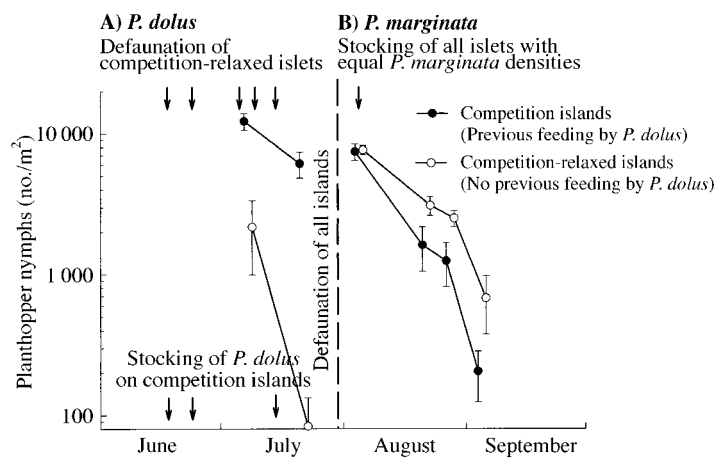 A) P. dolus
Defaunation of
competition-relaxed islets
B) P. marginata
Stocking of all islets with
equal P. marginata densities
Competition islands
(Previous feeding by P. dolus)
Competition-relaxed islands
(No previous feeding by P. dolus)
Planthopper nymphs (no./m²)
10 000
1 000
100
Defaunation of all islands
Stocking of P. dolus
on competition islands
June
July
August
September